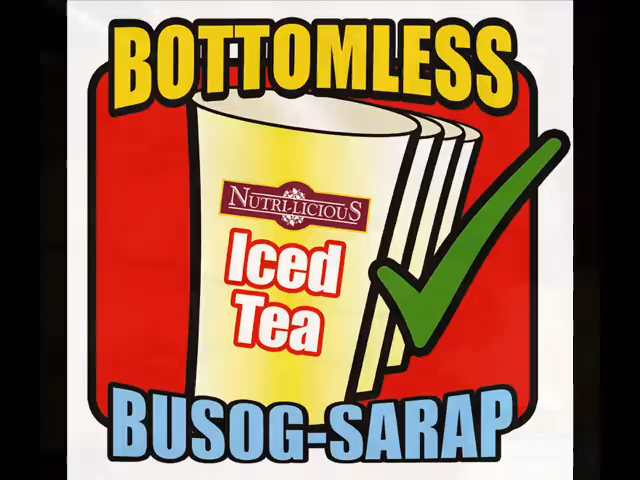 BOTTOMLESS
NUTRI-LICIOUS
Iced
Tea
BUSOG-SARAP